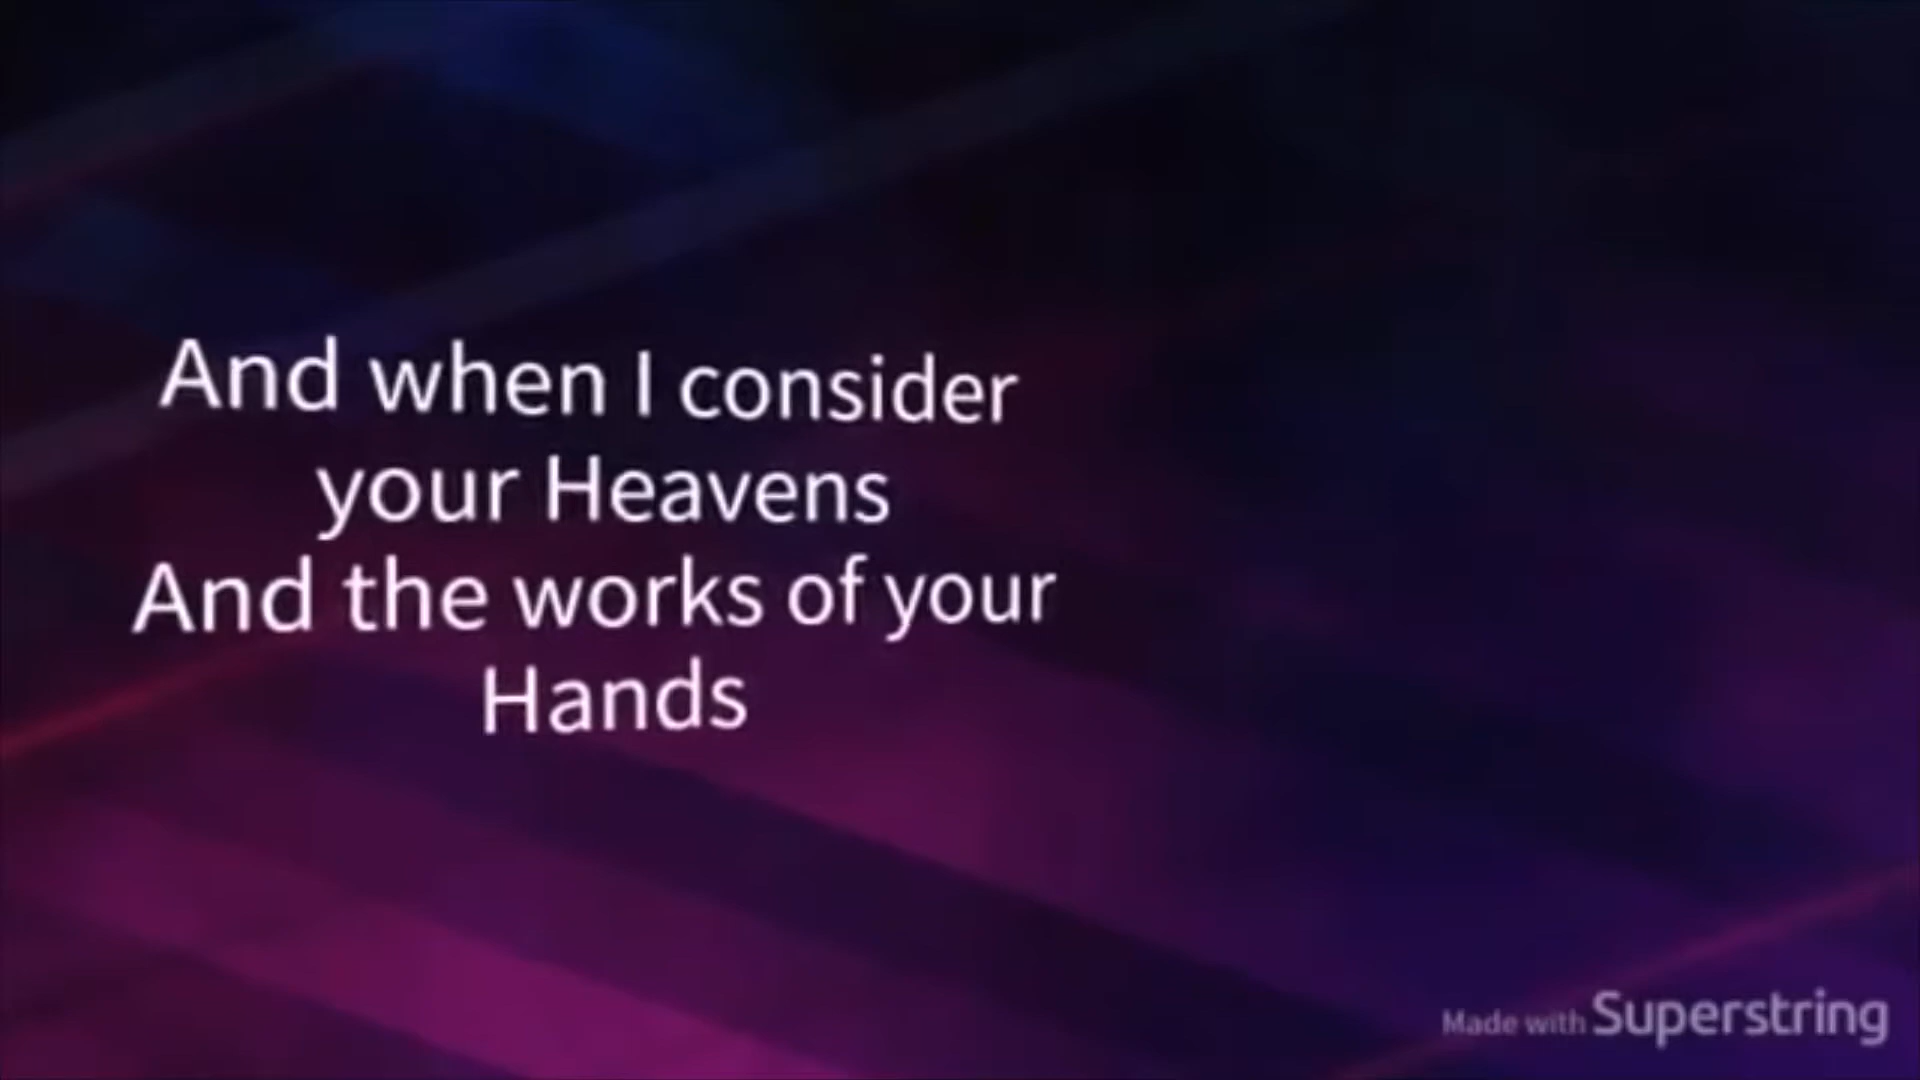 And when I consider
your Heavens
And the works of your
Hands
Made with Superstring